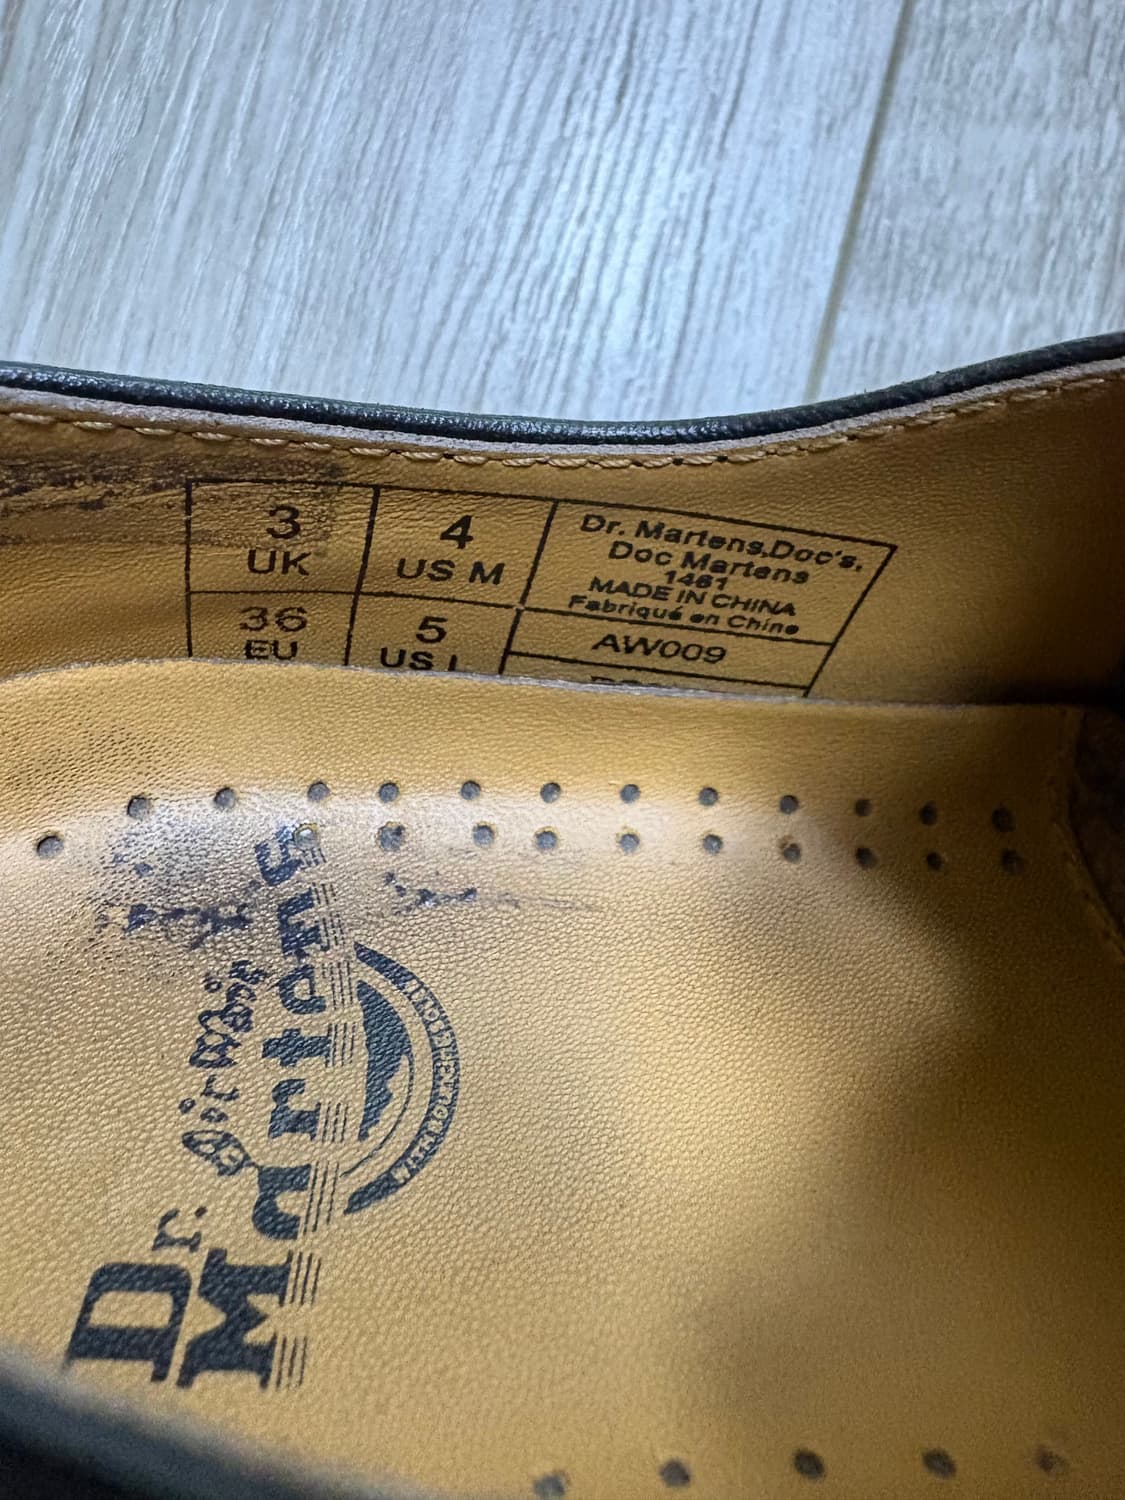 3
UK
4
US M
Dr. Martens,Doc's,
Doc Martens
1461
MADE IN CHINA
Fabriqué en Chine
36
EU
5
US L
AW009
Dr.
Martens